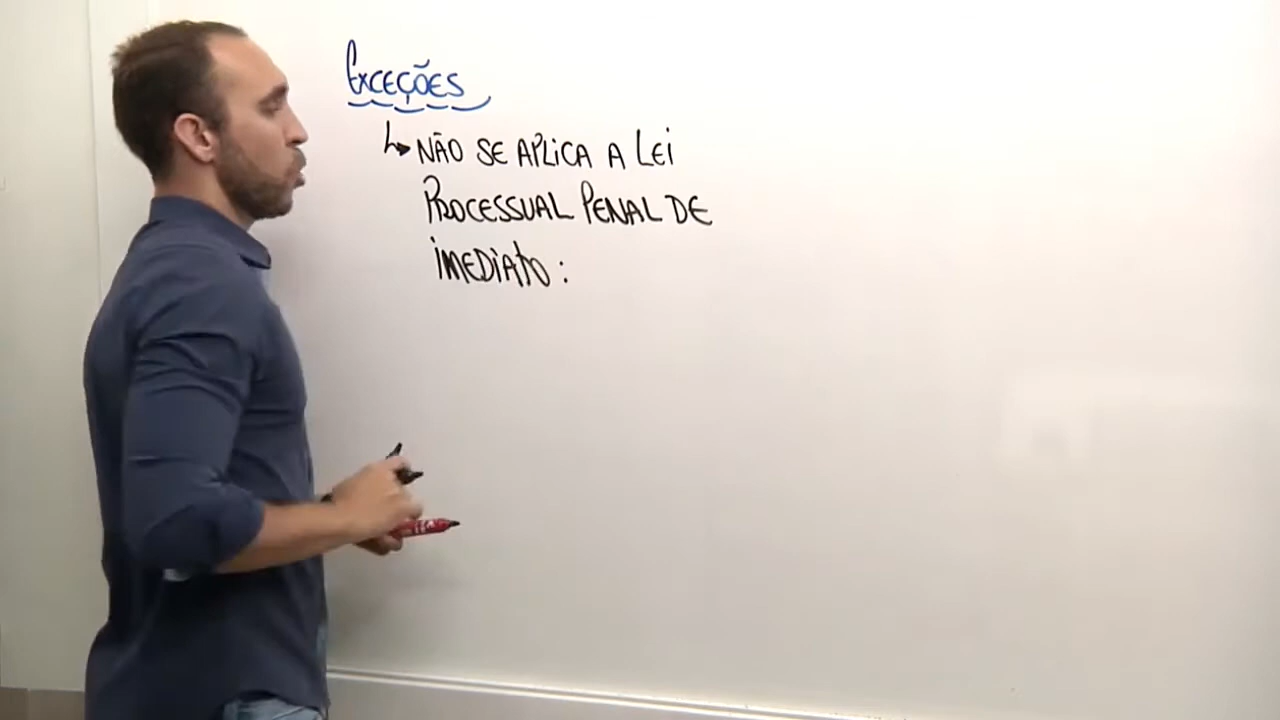 EXCEÇÕES
↳ NÃO SE APLICA A LEI
PROCESSUAL PENAL DE
IMEDIATO: